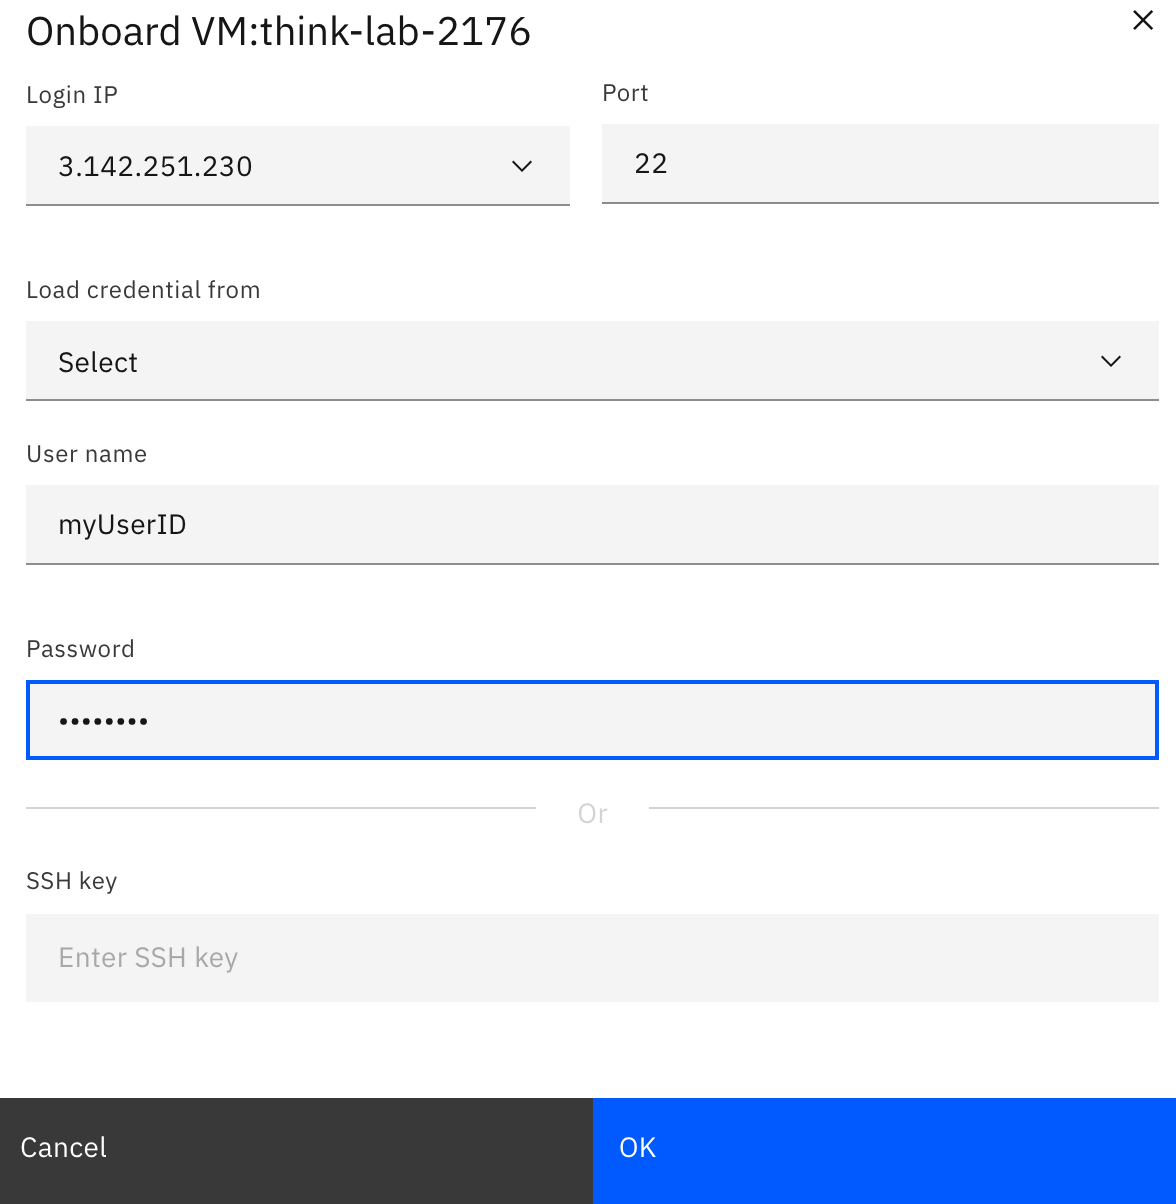 Onboard VM:think-lab-2176
Login IP
Port
3.142.251.230
22
Load credential from
Select
User name
myUserID
Password
••••••••
Or
SSH key
Enter SSH key
Cancel
OK